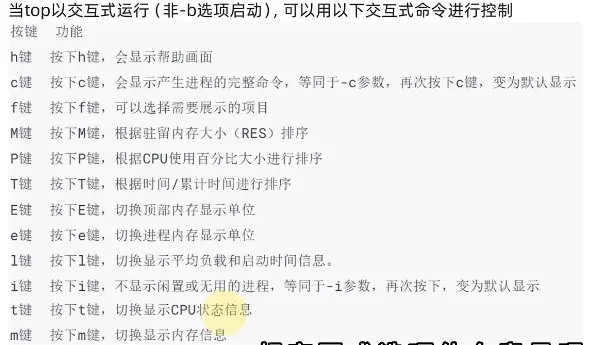 当top以交互式运行（非-b选项启动），可以用以下交互式命令进行控制
按键 功能
h键 按下h键，会显示帮助画面
c键 按下c键，会显示产生进程的完整命令，等同于-c参数，再次按下c键，变为默认显示
f键 按下f键，可以选择需要展示的项目
M键 按下M键，根据驻留内存大小（RES）排序
P键 按下P键，根据CPU使用百分比大小进行排序
T键 按下T键，根据时间/累计时间进行排序
E键 按下E键，切换顶部内存显示单位
e键 按下e键，切换进程内存显示单位
l键 按下l键，切换显示平均负载和启动时间信息。
i键 按下i键，不显示闲置或无用的进程，等同于-i参数，再次按下，变为默认显示
t键 按下t键，切换显示CPU状态信息
m键 按下m键，切换显示内存信息